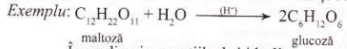 Exemplu: C₁₂H₂₂O₁₁ + H₂O —(H⁺)→ 2C₆H₁₂O₆
maltoză glucoză